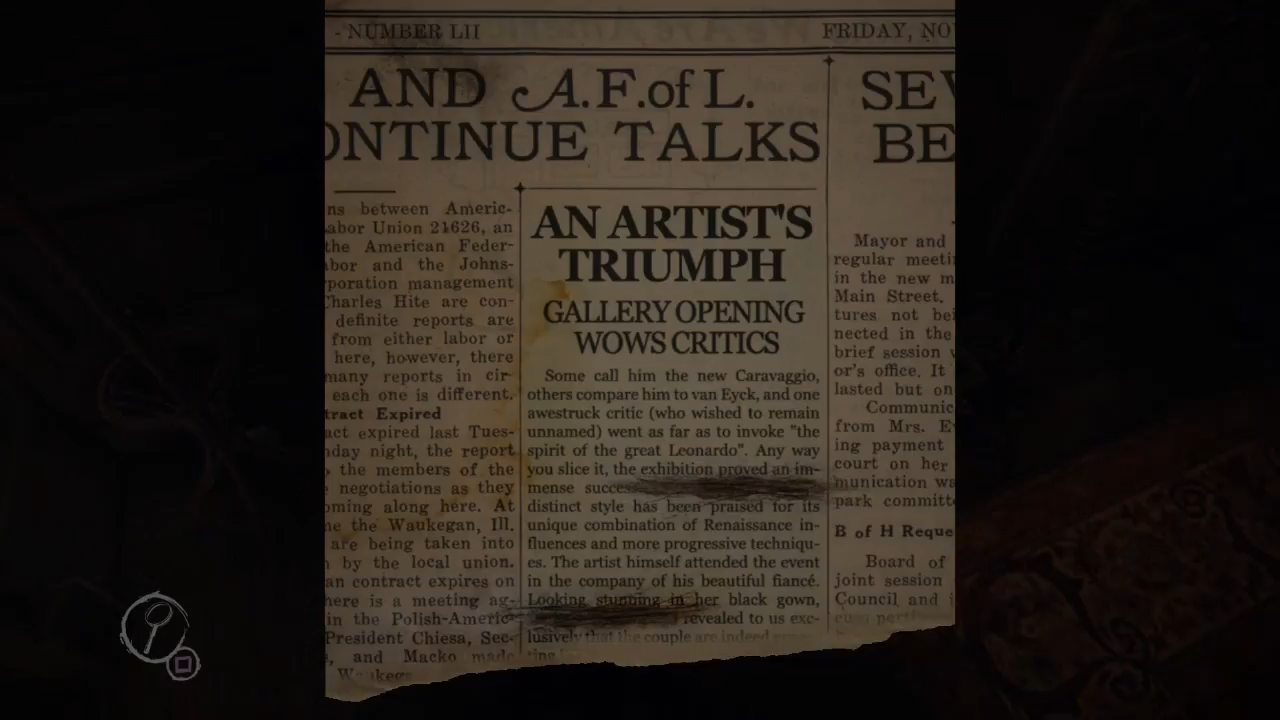 - NUMBER LII
FRIDAY, NO
AND A.F.of L.
ONTINUE TALKS
SEV
BE
ns between Americ-
abor Union 21626, an
the American Feder-
bor and the Johns-
poration management
Charles Hite are con-
definite reports are
from either labor or
here, however, there
many reports in cir-
each one is different.
tract Expired
act expired last Tues-
day night, the report
the members of the
negotiations as they
oming along here. At
me the Waukegan, Ill.
are being taken into
n by the local union.
an contract expires on
here is a meeting ag-
in the Polish-Americ-
President Chiesa, Sec-
, and Macko made
Waukeg
AN ARTIST'S
TRIUMPH
GALLERY OPENING
WOWS CRITICS
Some call him the new Caravaggio,
others compare him to van Eyck, and one
awestruck critic (who wished to remain
unnamed) went as far as to invoke "the
spirit of the great Leonardo". Any way
you slice it, the exhibition proved an im-
mense succes
distinct style has been praised for its
unique combination of Renaissance in-
fluences and more progressive techniqu-
es. The artist himself attended the event
in the company of his beautiful fiancé.
Looking stunning in her black gown,
revealed to us exc-
lusively that the couple are indeed expec-
ting
Mayor and
regular meetin
in the new m
Main Street.
tures not bei
nected in the
brief session
or's office. It
lasted but on
Communic
from Mrs. E
ing payment
court on her
munication wa
park committ
B of H Reque
Board of
joint session
Council and i